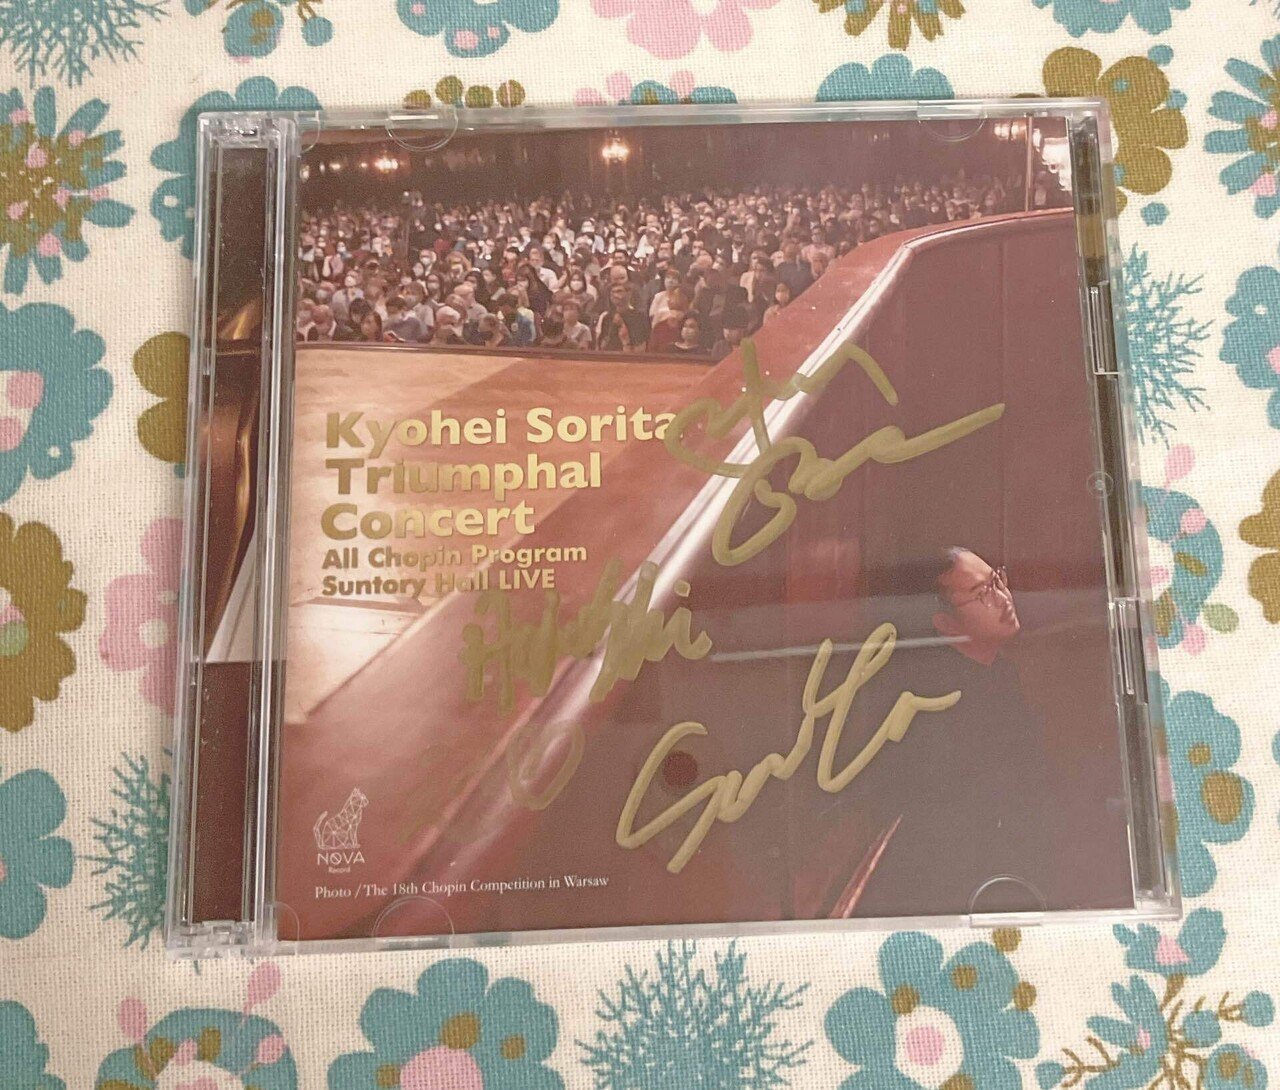 Kyohei Sorita
Triumphal
Concert
All Chopin Program
Suntory Hall LIVE
NOVA
Record
Photo / The 18th Chopin Competition in Warsaw